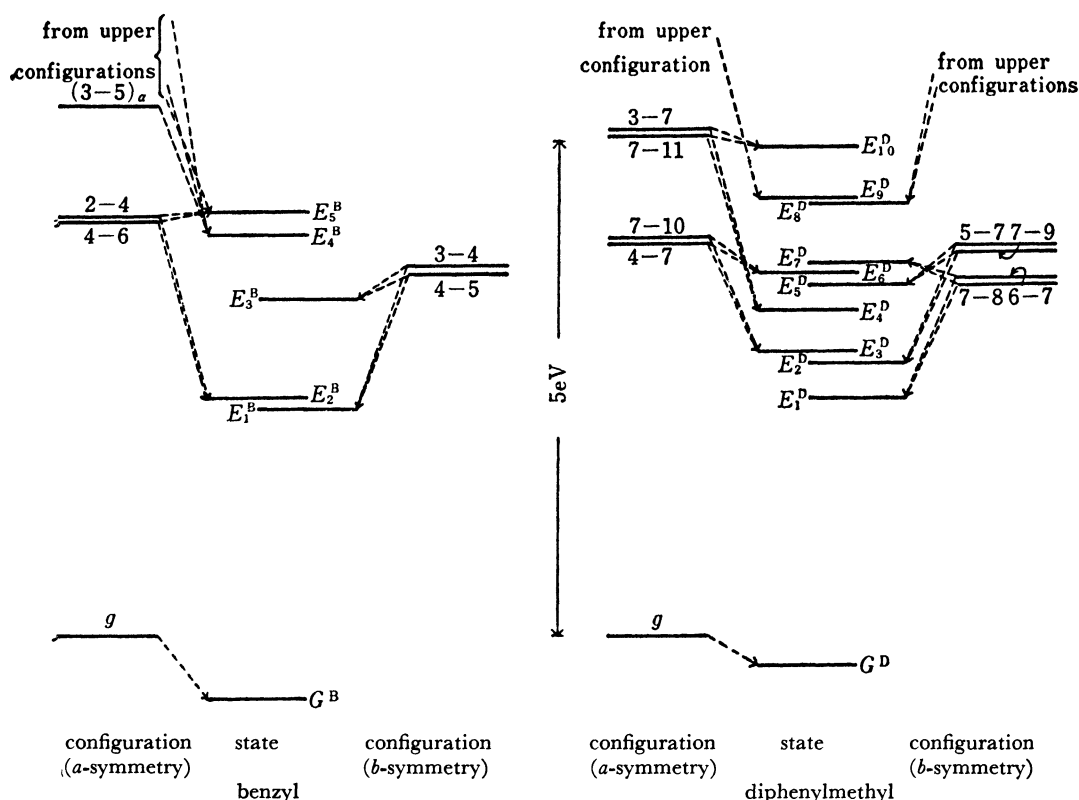 from upper
configurations
(3−5)a
2−4
4−6
E5B
E4B
3−4
4−5
E3B
E2B
E1B
g
GB
configuration
(a-symmetry)
state
configuration
(b-symmetry)
benzyl
5eV
from upper
configuration
from upper
configurations
3−7
7−11
E10D
E9D
E8D
7−10
4−7
5−7 7−9
E7D
E6D
E5D
7−8 6−7
E4D
E3D
E2D
E1D
g
GD
configuration
(a-symmetry)
state
configuration
(b-symmetry)
diphenylmethyl